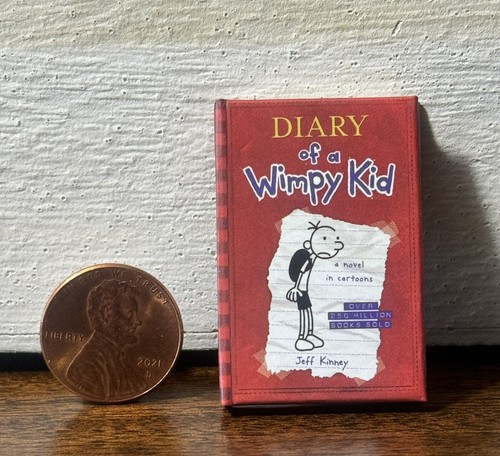 DIARY
of a
Wimpy Kid
a novel
in cartoons
OVER
250 MILLION
BOOKS SOLD
Jeff Kinney
LIBERTY
2021
D